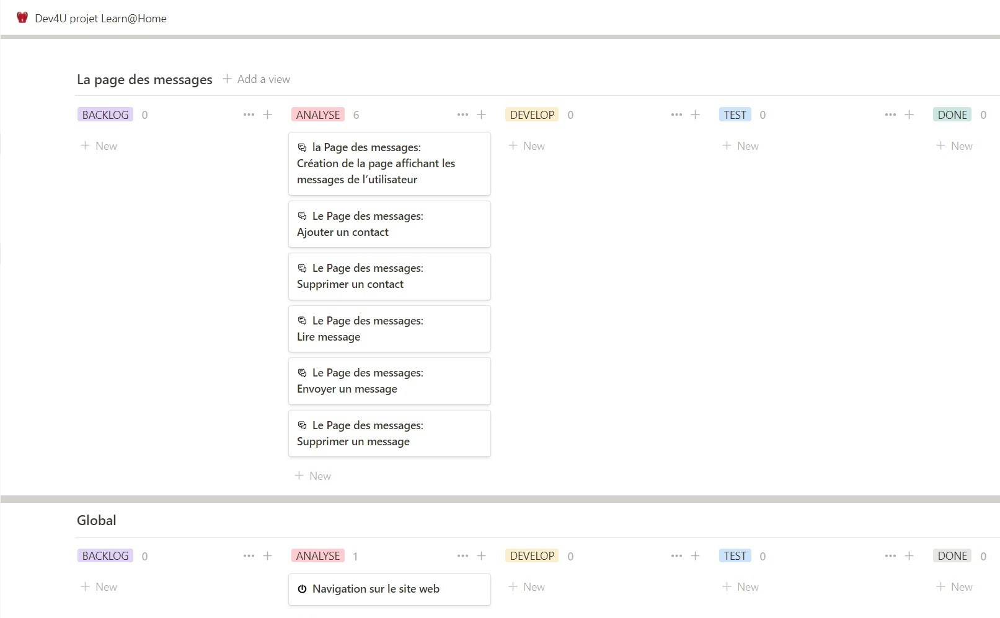 Dev4U projet Learn@Home
La page des messages + Add a view
BACKLOG 0 ••• + ANALYSE 6 ••• + DEVELOP 0 ••• + TEST 0 ••• + DONE 0
+ New + New + New + New
la Page des messages:
Création de la page affichant les
messages de l’utilisateur
Le Page des messages:
Ajouter un contact
Le Page des messages:
Supprimer un contact
Le Page des messages:
Lire message
Le Page des messages:
Envoyer un message
Le Page des messages:
Supprimer un message
+ New
Global
BACKLOG 0 ••• + ANALYSE 1 ••• + DEVELOP 0 ••• + TEST 0 ••• + DONE 0
+ New Navigation sur le site web + New + New + New